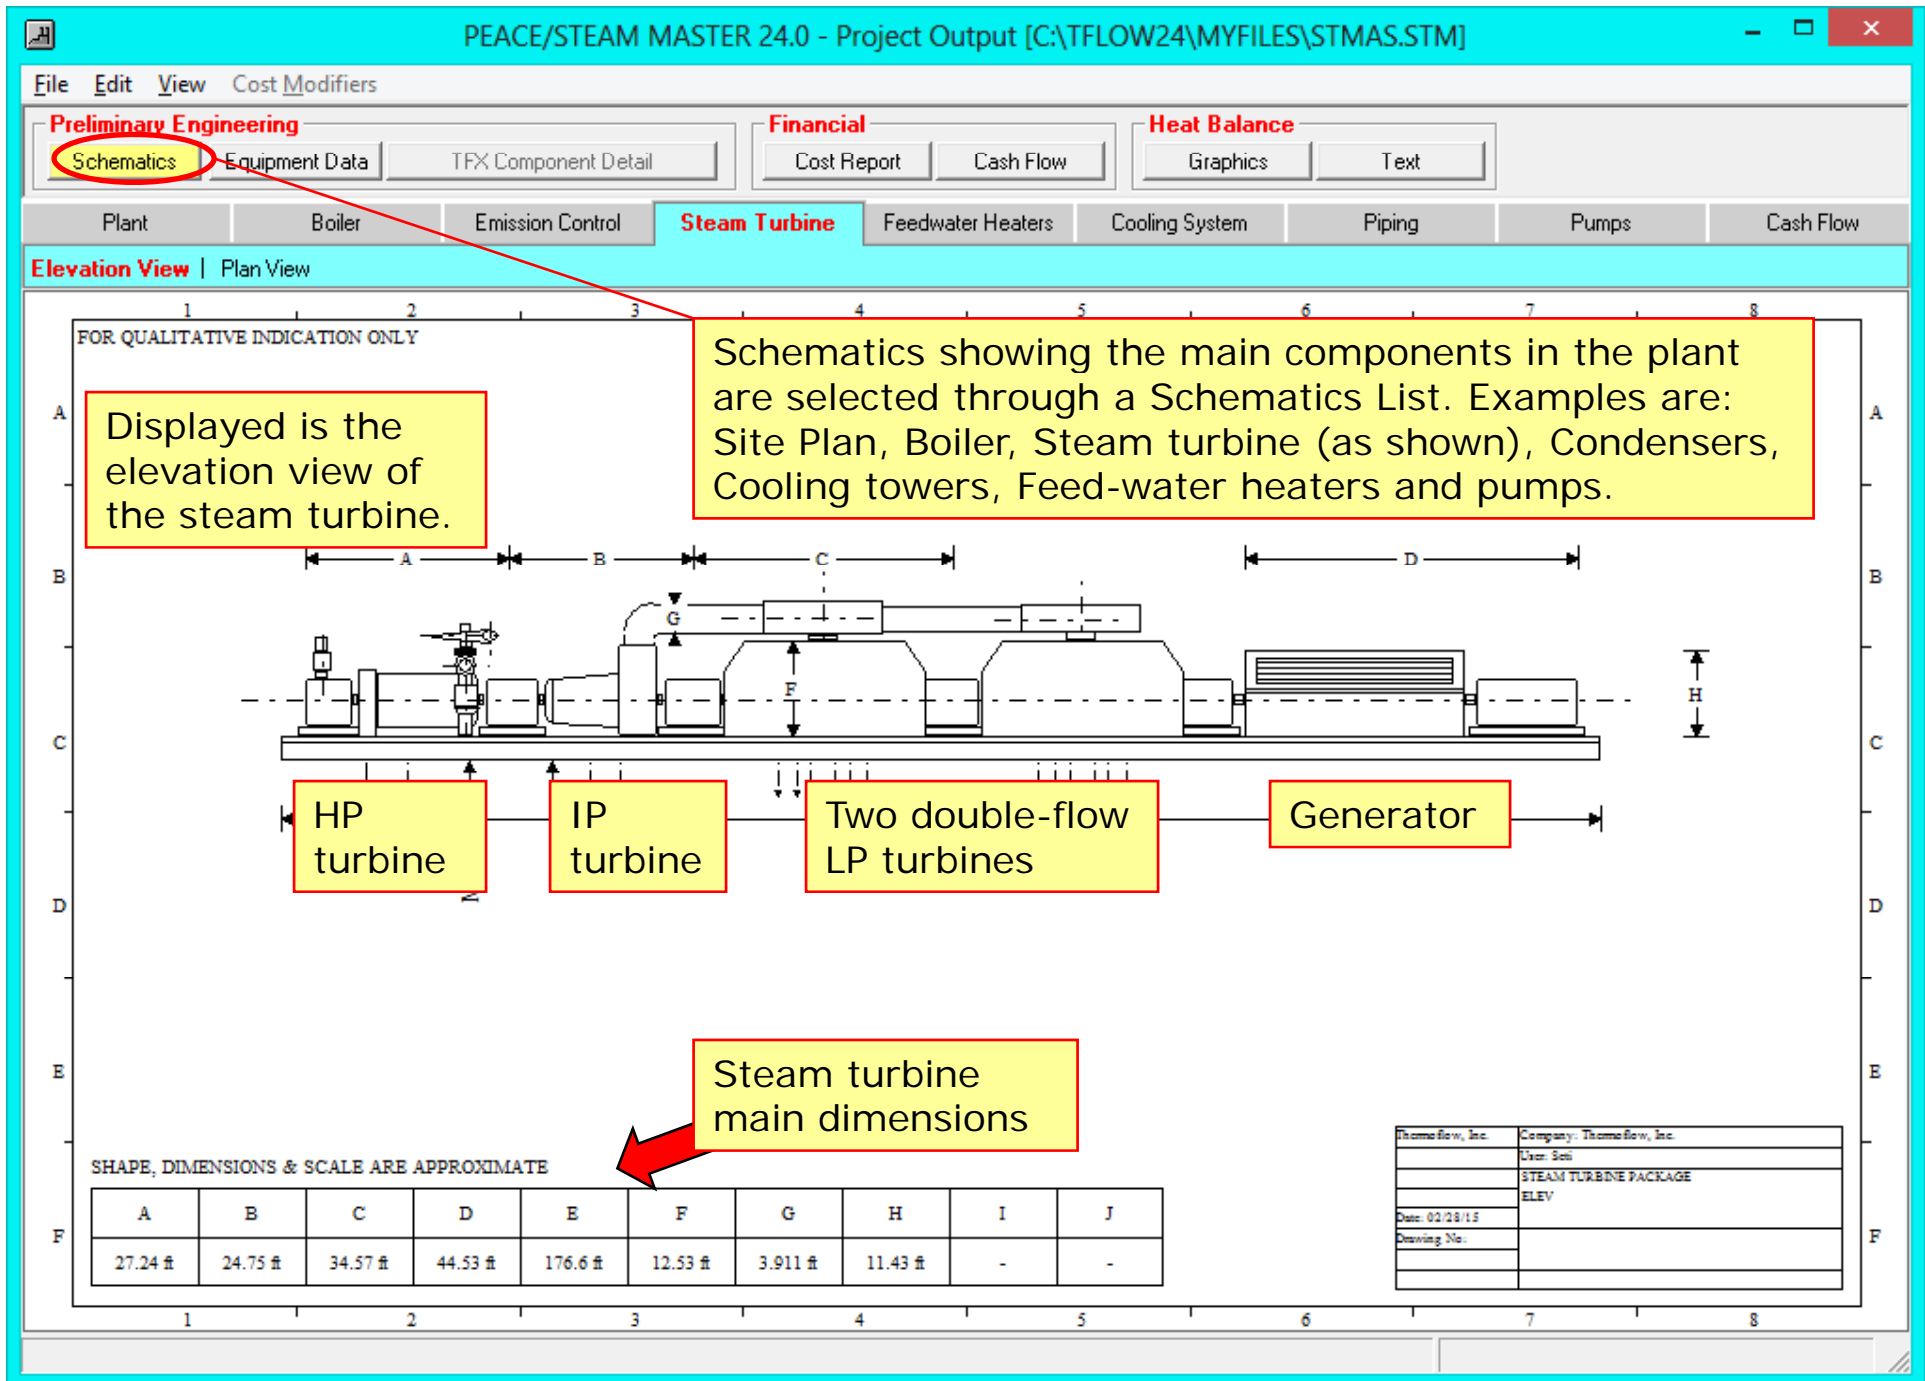 PEACE/STEAM MASTER 24.0 - Project Output [C:\TFLOW24\MYFILES\STMAS.STM]
File Edit View Cost Modifiers
Preliminary Engineering Financial Heat Balance
Schematics Equipment Data TFX Component Detail Cost Report Cash Flow Graphics Text
Plant Boiler Emission Control Steam Turbine Feedwater Heaters Cooling System Piping Pumps Cash Flow
Elevation View | Plan View
1 2 3 4 5 6 7 8
FOR QUALITATIVE INDICATION ONLY
Schematics showing the main components in the plant
are selected through a Schematics List. Examples are:
Site Plan, Boiler, Steam turbine (as shown), Condensers,
Cooling towers, Feed-water heaters and pumps.
A A
Displayed is the
elevation view of
the steam turbine.
A B C D
B B
G
F
H
C C
HP
turbine
IP
turbine
Two double-flow
LP turbines
Generator
D D
E E
Steam turbine
main dimensions
SHAPE, DIMENSIONS & SCALE ARE APPROXIMATE
A B C D E F G H I J
27.24 ft 24.75 ft 34.57 ft 44.53 ft 176.6 ft 12.53 ft 3.911 ft 11.43 ft - -
Thermoflow, Inc. Company: Thermoflow, Inc.
User: Seti
STEAM TURBINE PACKAGE
ELEV
Date: 02/28/15
Drawing No:
F F
1 2 3 4 5 6 7 8